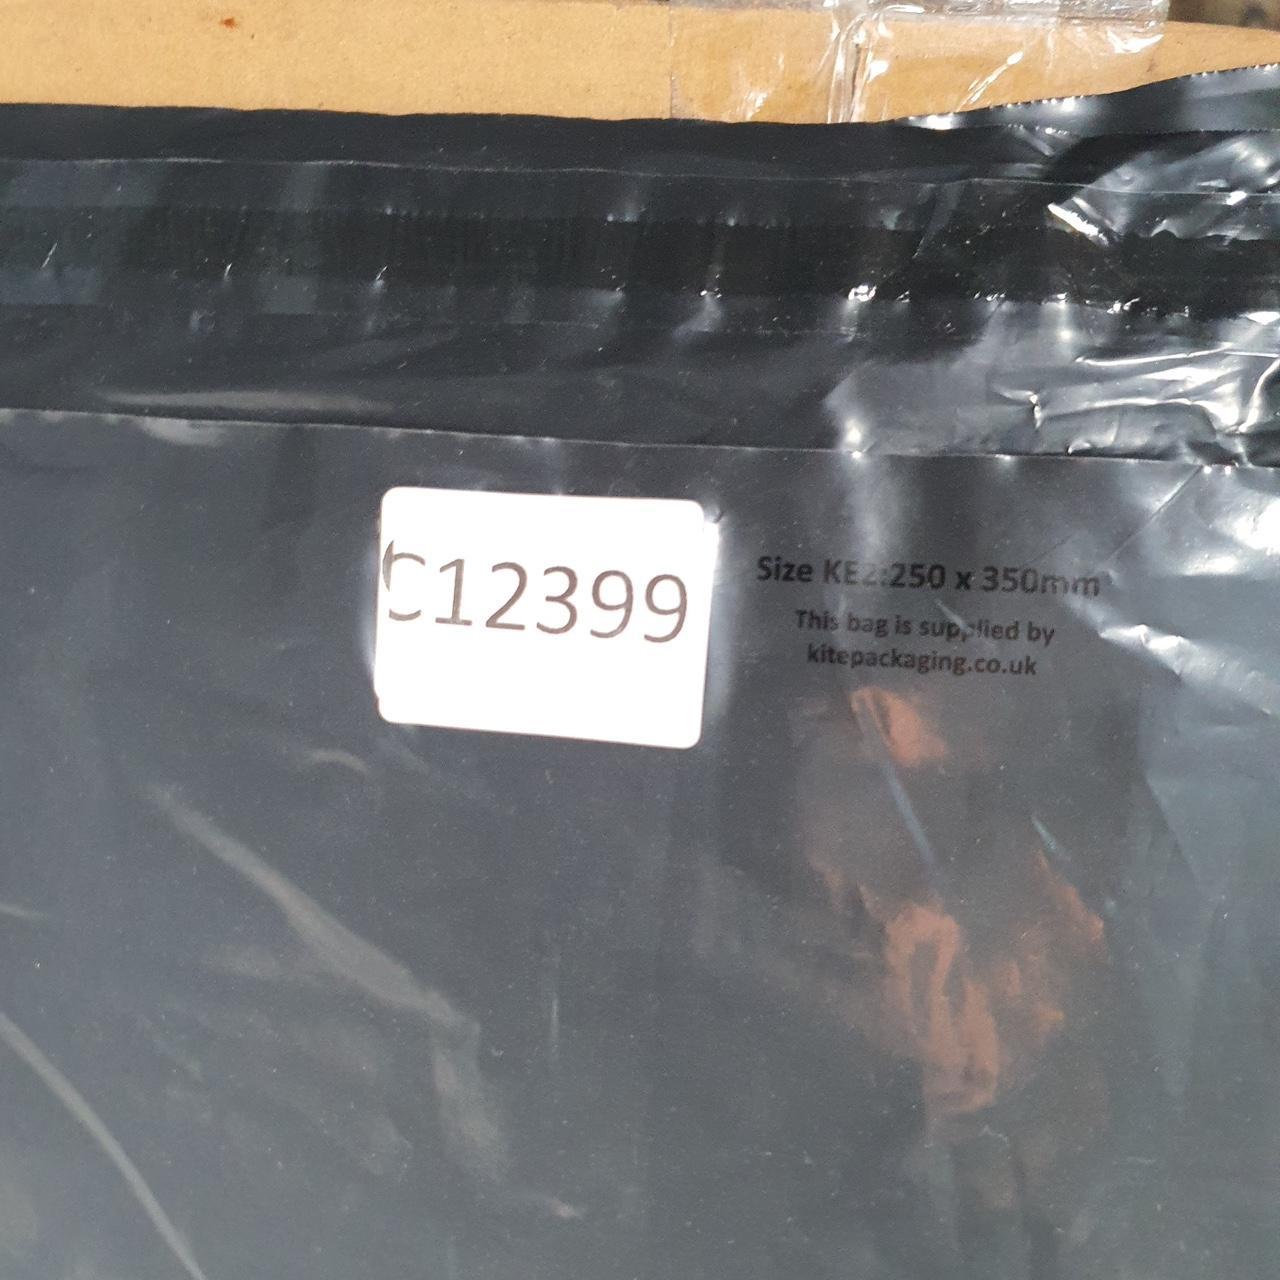 C12399
Size KE2:250 x 350mm
This bag is supplied by
kitepackaging.co.uk